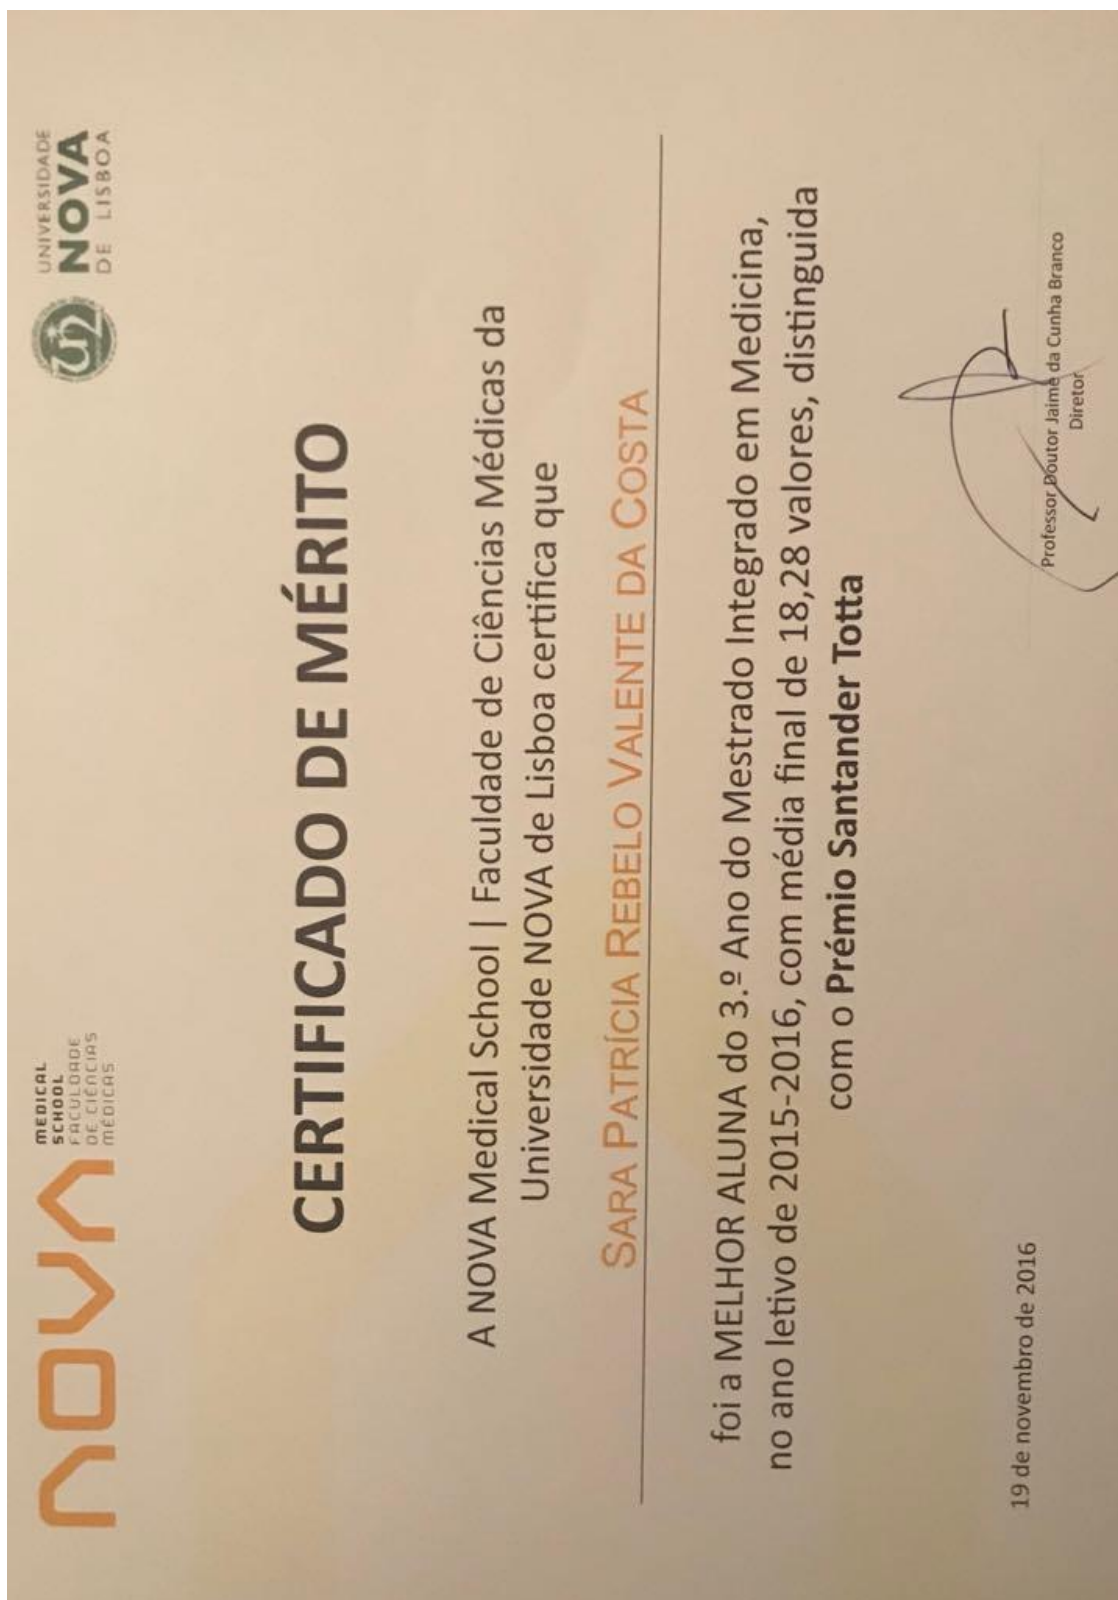 NOVA
MEDICAL
SCHOOL
FACULDADE
DE CIÊNCIAS
MÉDICAS
UNIVERSIDADE
NOVA
DE LISBOA
CERTIFICADO DE MÉRITO
A NOVA Medical School | Faculdade de Ciências Médicas da
Universidade NOVA de Lisboa certifica que
SARA PATRÍCIA REBELO VALENTE DA COSTA
foi a MELHOR ALUNA do 3.º Ano do Mestrado Integrado em Medicina,
no ano letivo de 2015-2016, com média final de 18,28 valores, distinguida
com o Prémio Santander Totta
19 de novembro de 2016
Professor Doutor Jaime da Cunha Branco
Diretor